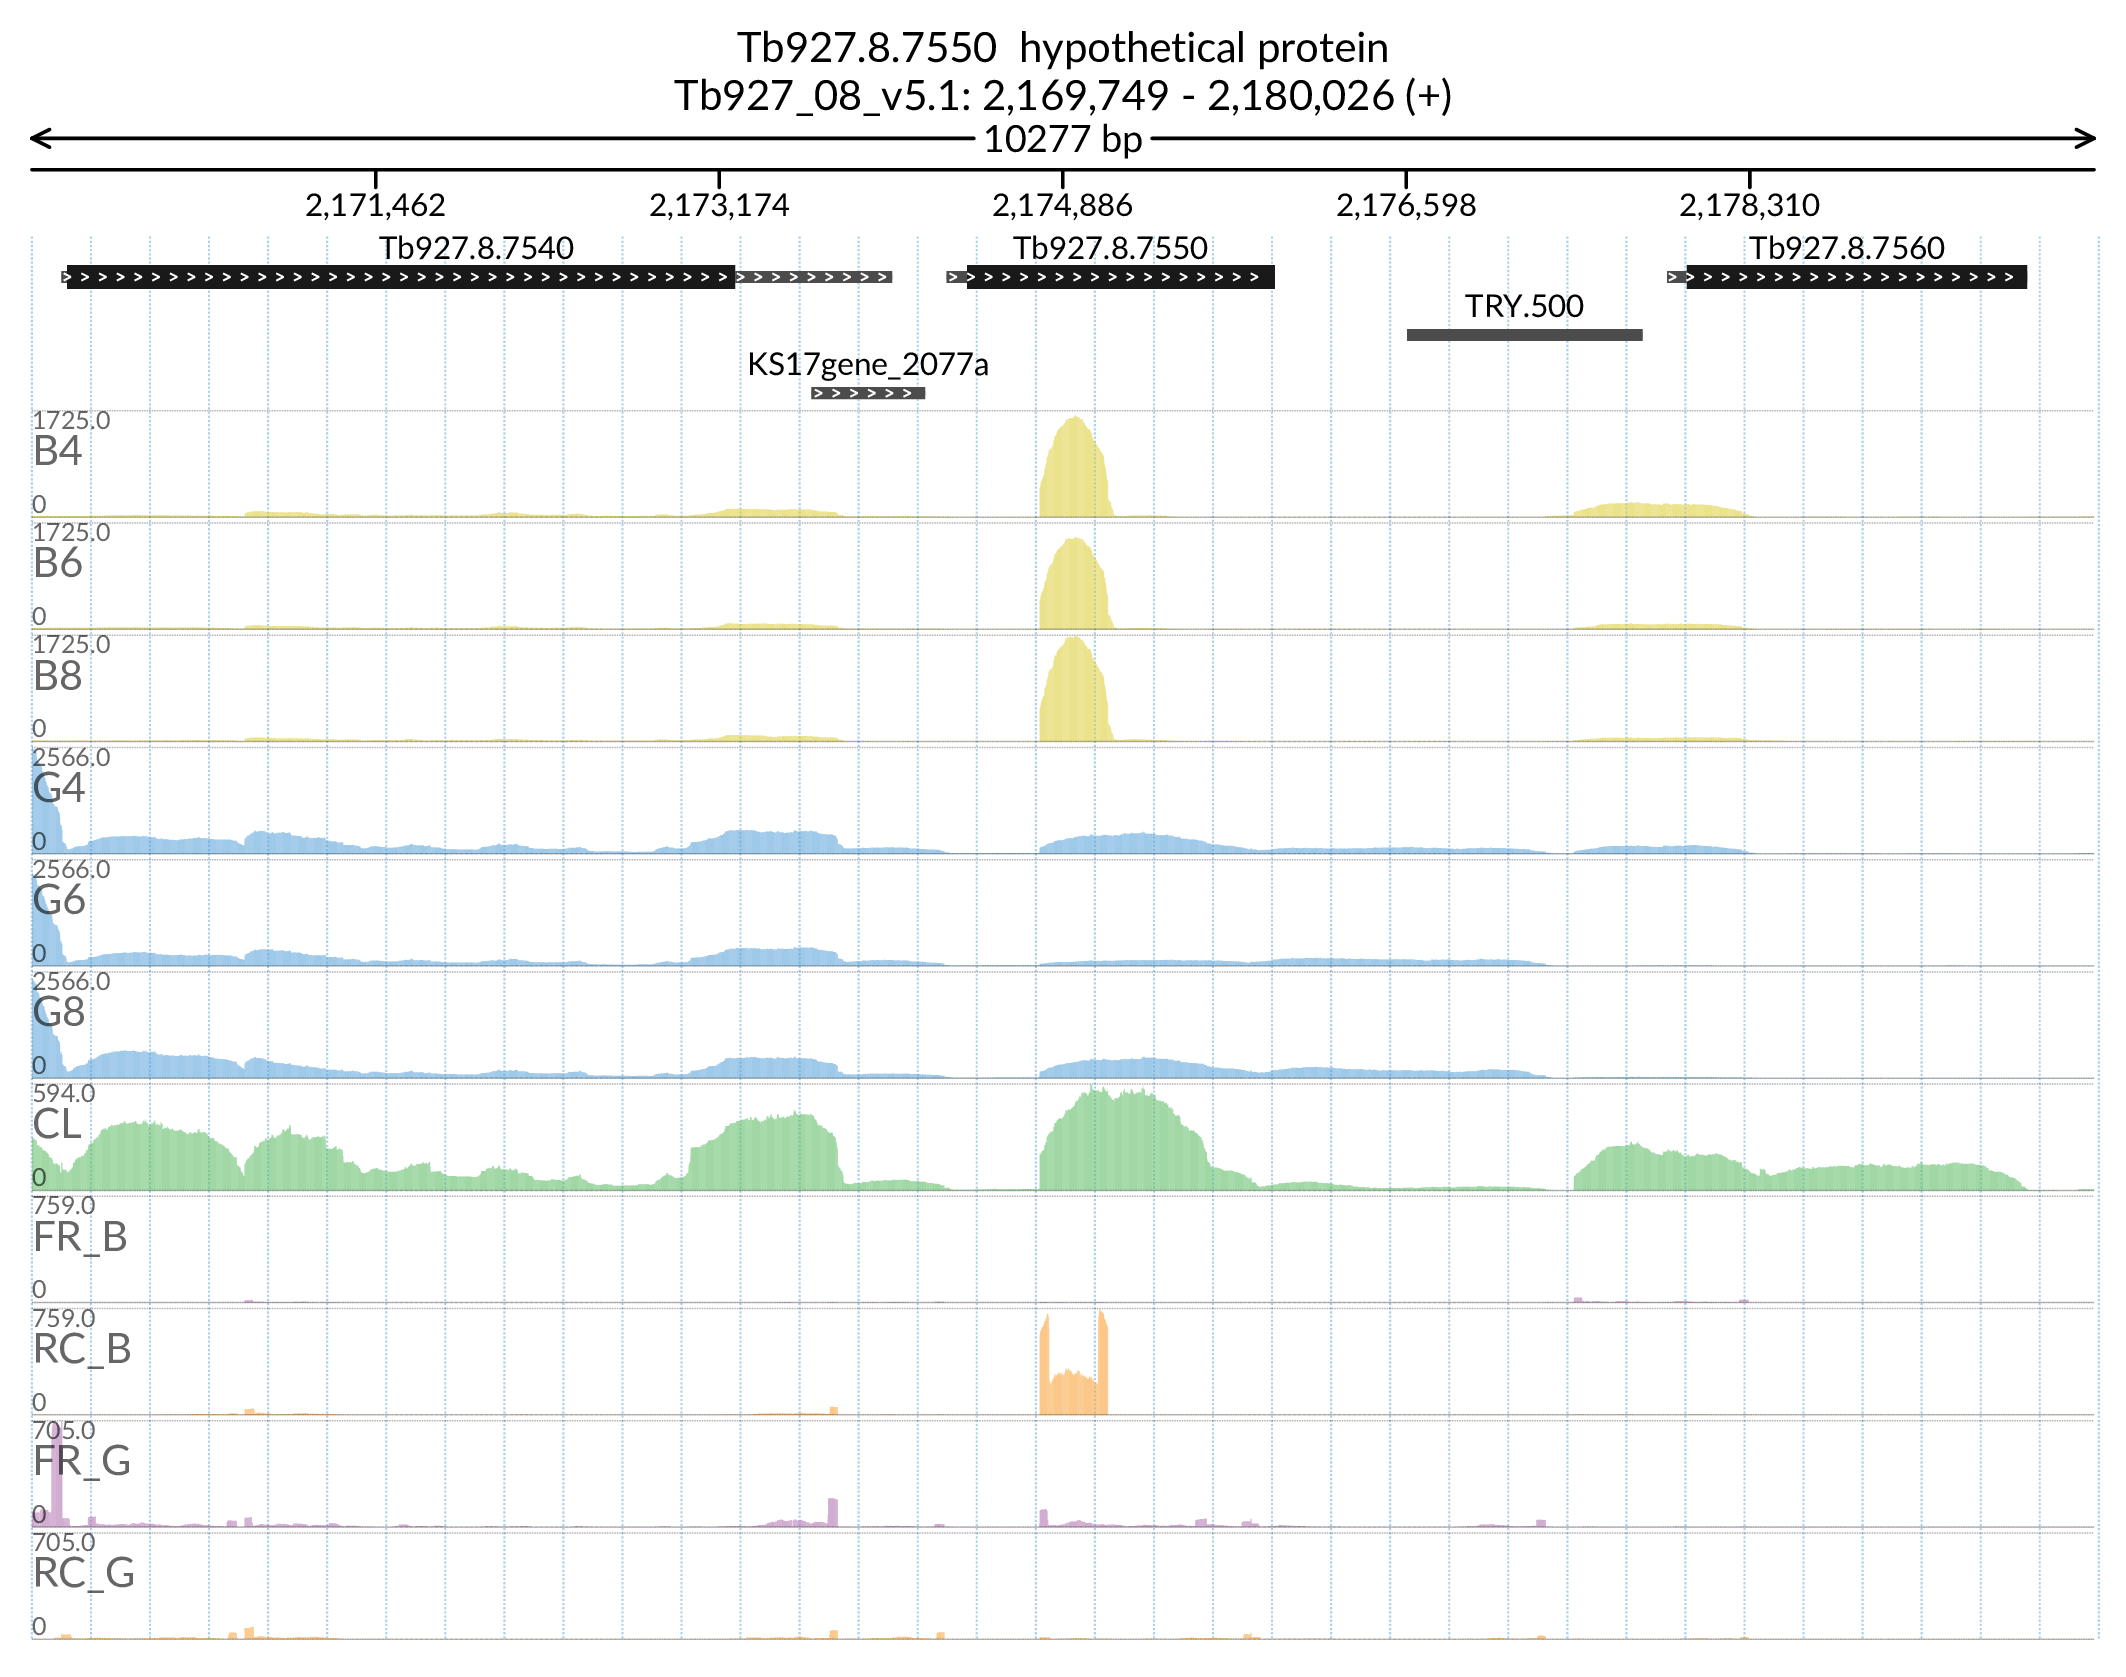 Tb927.8.7550 hypothetical protein
Tb927_08_v5.1: 2,169,749 - 2,180,026 (+)
10277 bp
2,171,462 2,173,174 2,174,886 2,176,598 2,178,310
Tb927.8.7540 Tb927.8.7550 Tb927.8.7560
TRY.500
KS17gene_2077a
1725.0
B4
0
1725.0
B6
0
1725.0
B8
0
2566.0
G4
0
2566.0
G6
0
2566.0
G8
0
594.0
CL
0
759.0
FR_B
0
759.0
RC_B
0
705.0
FR_G
0
705.0
RC_G
0